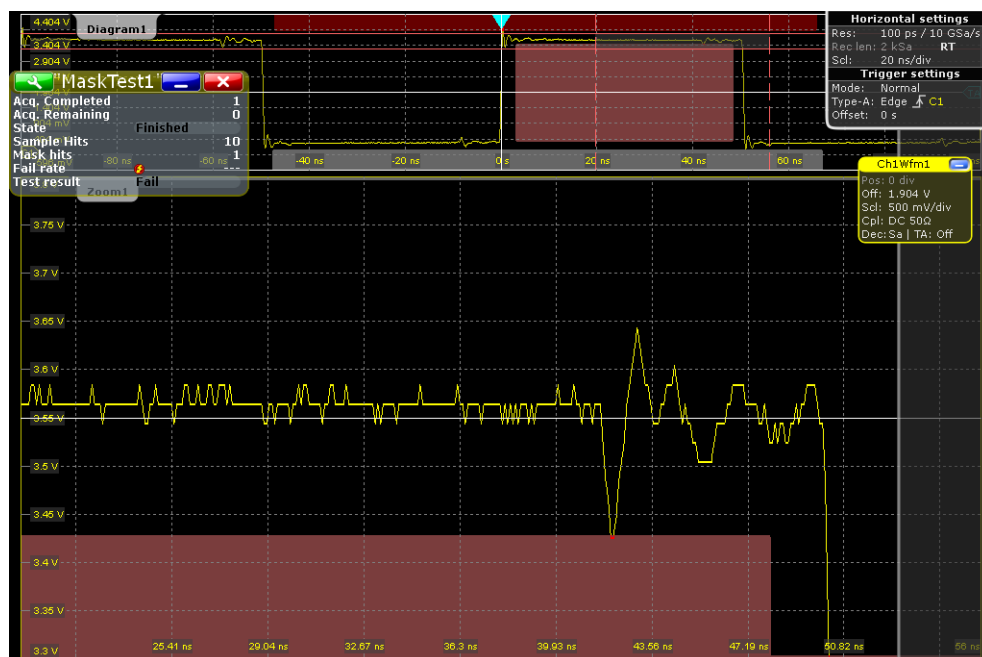 4.404 V
Diagram1
3.404 V
2.904 V
"MaskTest1"
Acq. Completed 1
Acq. Remaining 0
State Finished
Sample Hits 10
Mask hits 1
Fail rate ---
Test result Fail
-80 ns -60 ns -40 ns -20 ns 0 s 20 ns 40 ns 60 ns
Horizontal settings
Res: 100 ps / 10 GSa/s
Rec len: 2 kSa RT
Scl: 20 ns/div
Trigger settings
Mode: Normal
Type-A: Edge C1
Offset: 0 s
TA
Ch1Wfm1
Pos: 0 div
Off: 1.904 V
Scl: 500 mV/div
Cpl: DC 50Ω
Dec: Sa | TA: Off
Zoom1
3.75 V
3.7 V
3.65 V
3.6 V
3.55 V
3.5 V
3.45 V
3.4 V
3.35 V
3.3 V
25.41 ns 29.04 ns 32.67 ns 36.3 ns 39.93 ns 43.56 ns 47.19 ns 50.82 ns 56 ns